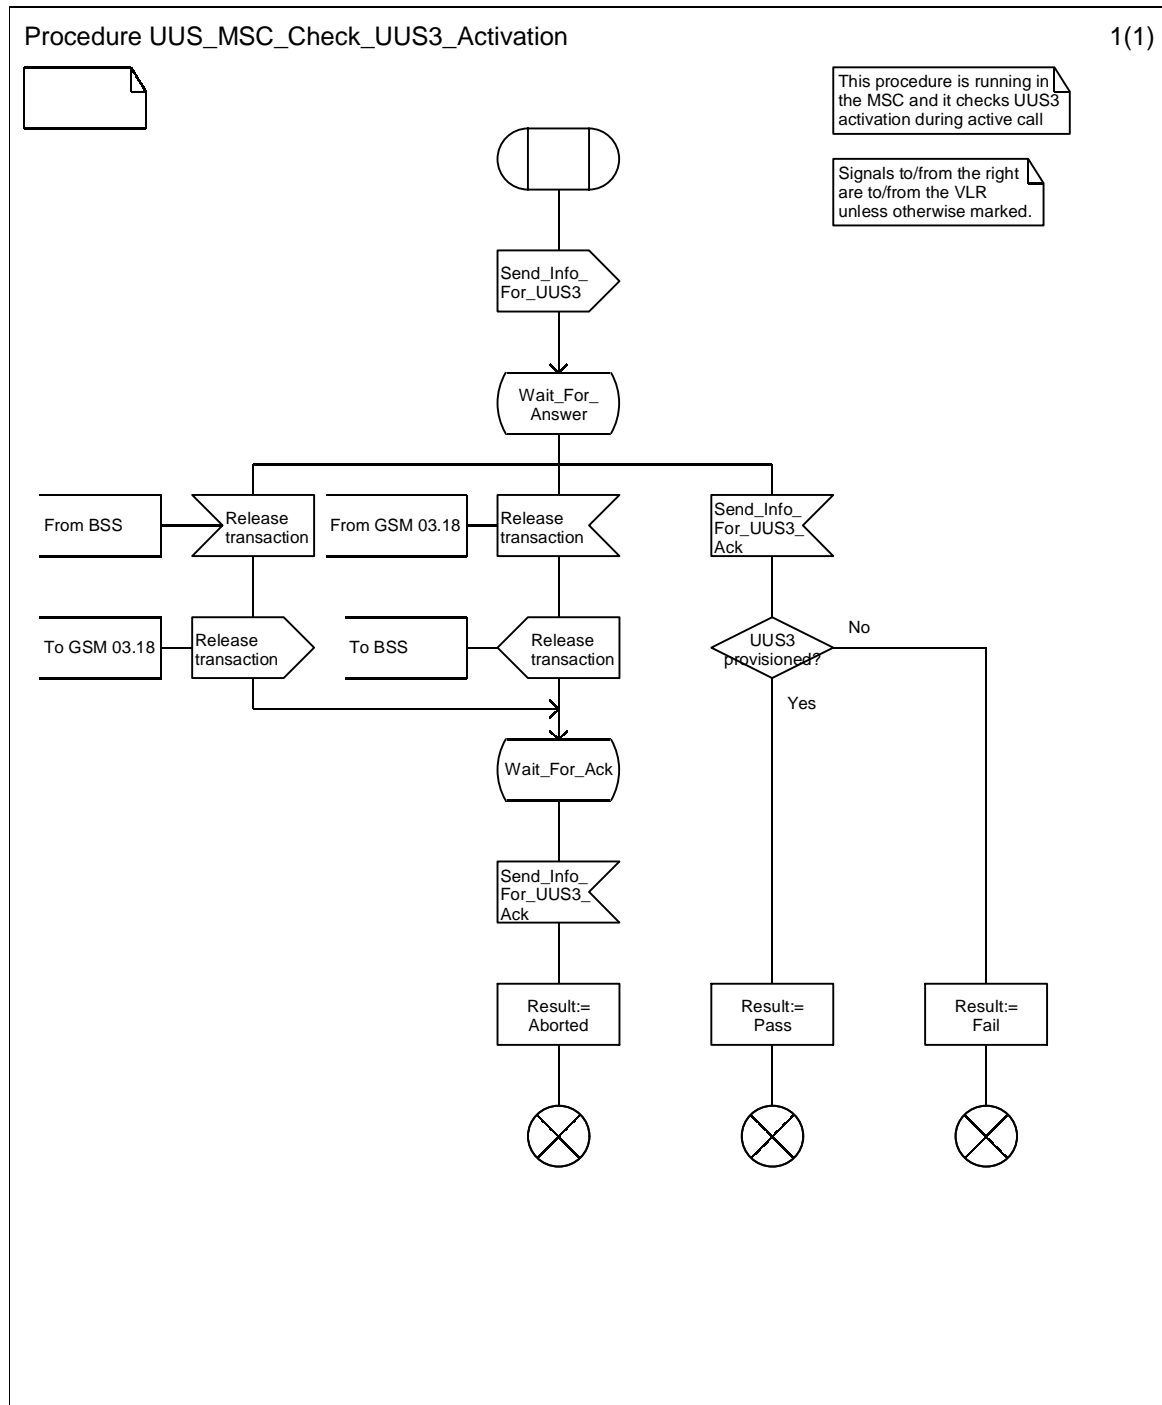 Procedure UUS_MSC_Check_UUS3_Activation
1(1)
This procedure is running in
the MSC and it checks UUS3
activation during active call
Signals to/from the right
are to/from the VLR
unless otherwise marked.
Send_Info_
For_UUS3
Wait_For_
Answer
From BSS
Release
transaction
From GSM 03.18
Release
transaction
Send_Info_
For_UUS3_
Ack
To GSM 03.18
Release
transaction
To BSS
Release
transaction
UUS3
provisioned?
No
Yes
Wait_For_Ack
Send_Info_
For_UUS3_
Ack
Result:=
Aborted
Result:=
Pass
Result:=
Fail